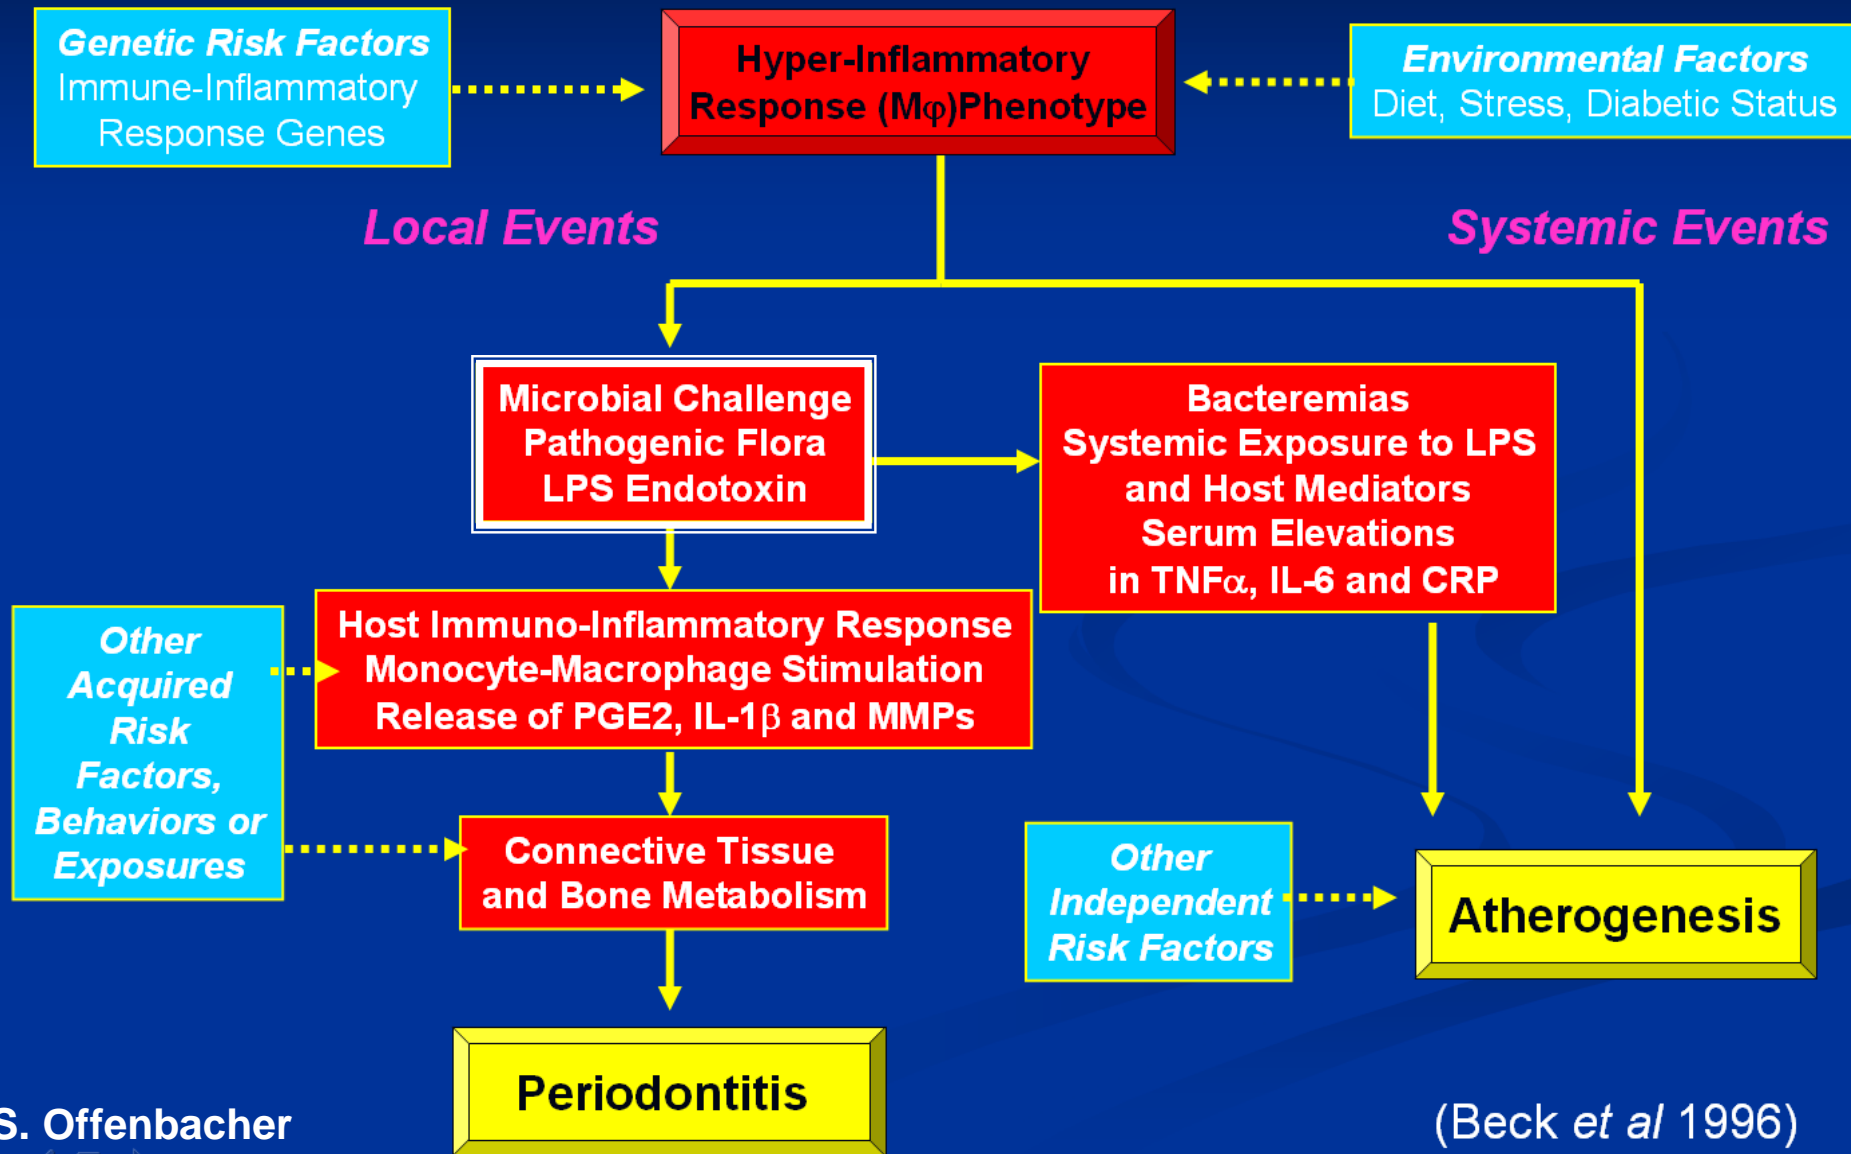 Genetic Risk Factors
Immune-Inflammatory
Response Genes
Hyper-Inflammatory
Response (Mφ)Phenotype
Environmental Factors
Diet, Stress, Diabetic Status
Local Events
Systemic Events
Microbial Challenge
Pathogenic Flora
LPS Endotoxin
Bacteremias
Systemic Exposure to LPS
and Host Mediators
Serum Elevations
in TNFα, IL-6 and CRP
Host Immuno-Inflammatory Response
Monocyte-Macrophage Stimulation
Release of PGE2, IL-1β and MMPs
Other
Acquired
Risk
Factors,
Behaviors or
Exposures
Connective Tissue
and Bone Metabolism
Other
Independent
Risk Factors
Atherogenesis
Periodontitis
S. Offenbacher
(Beck et al 1996)